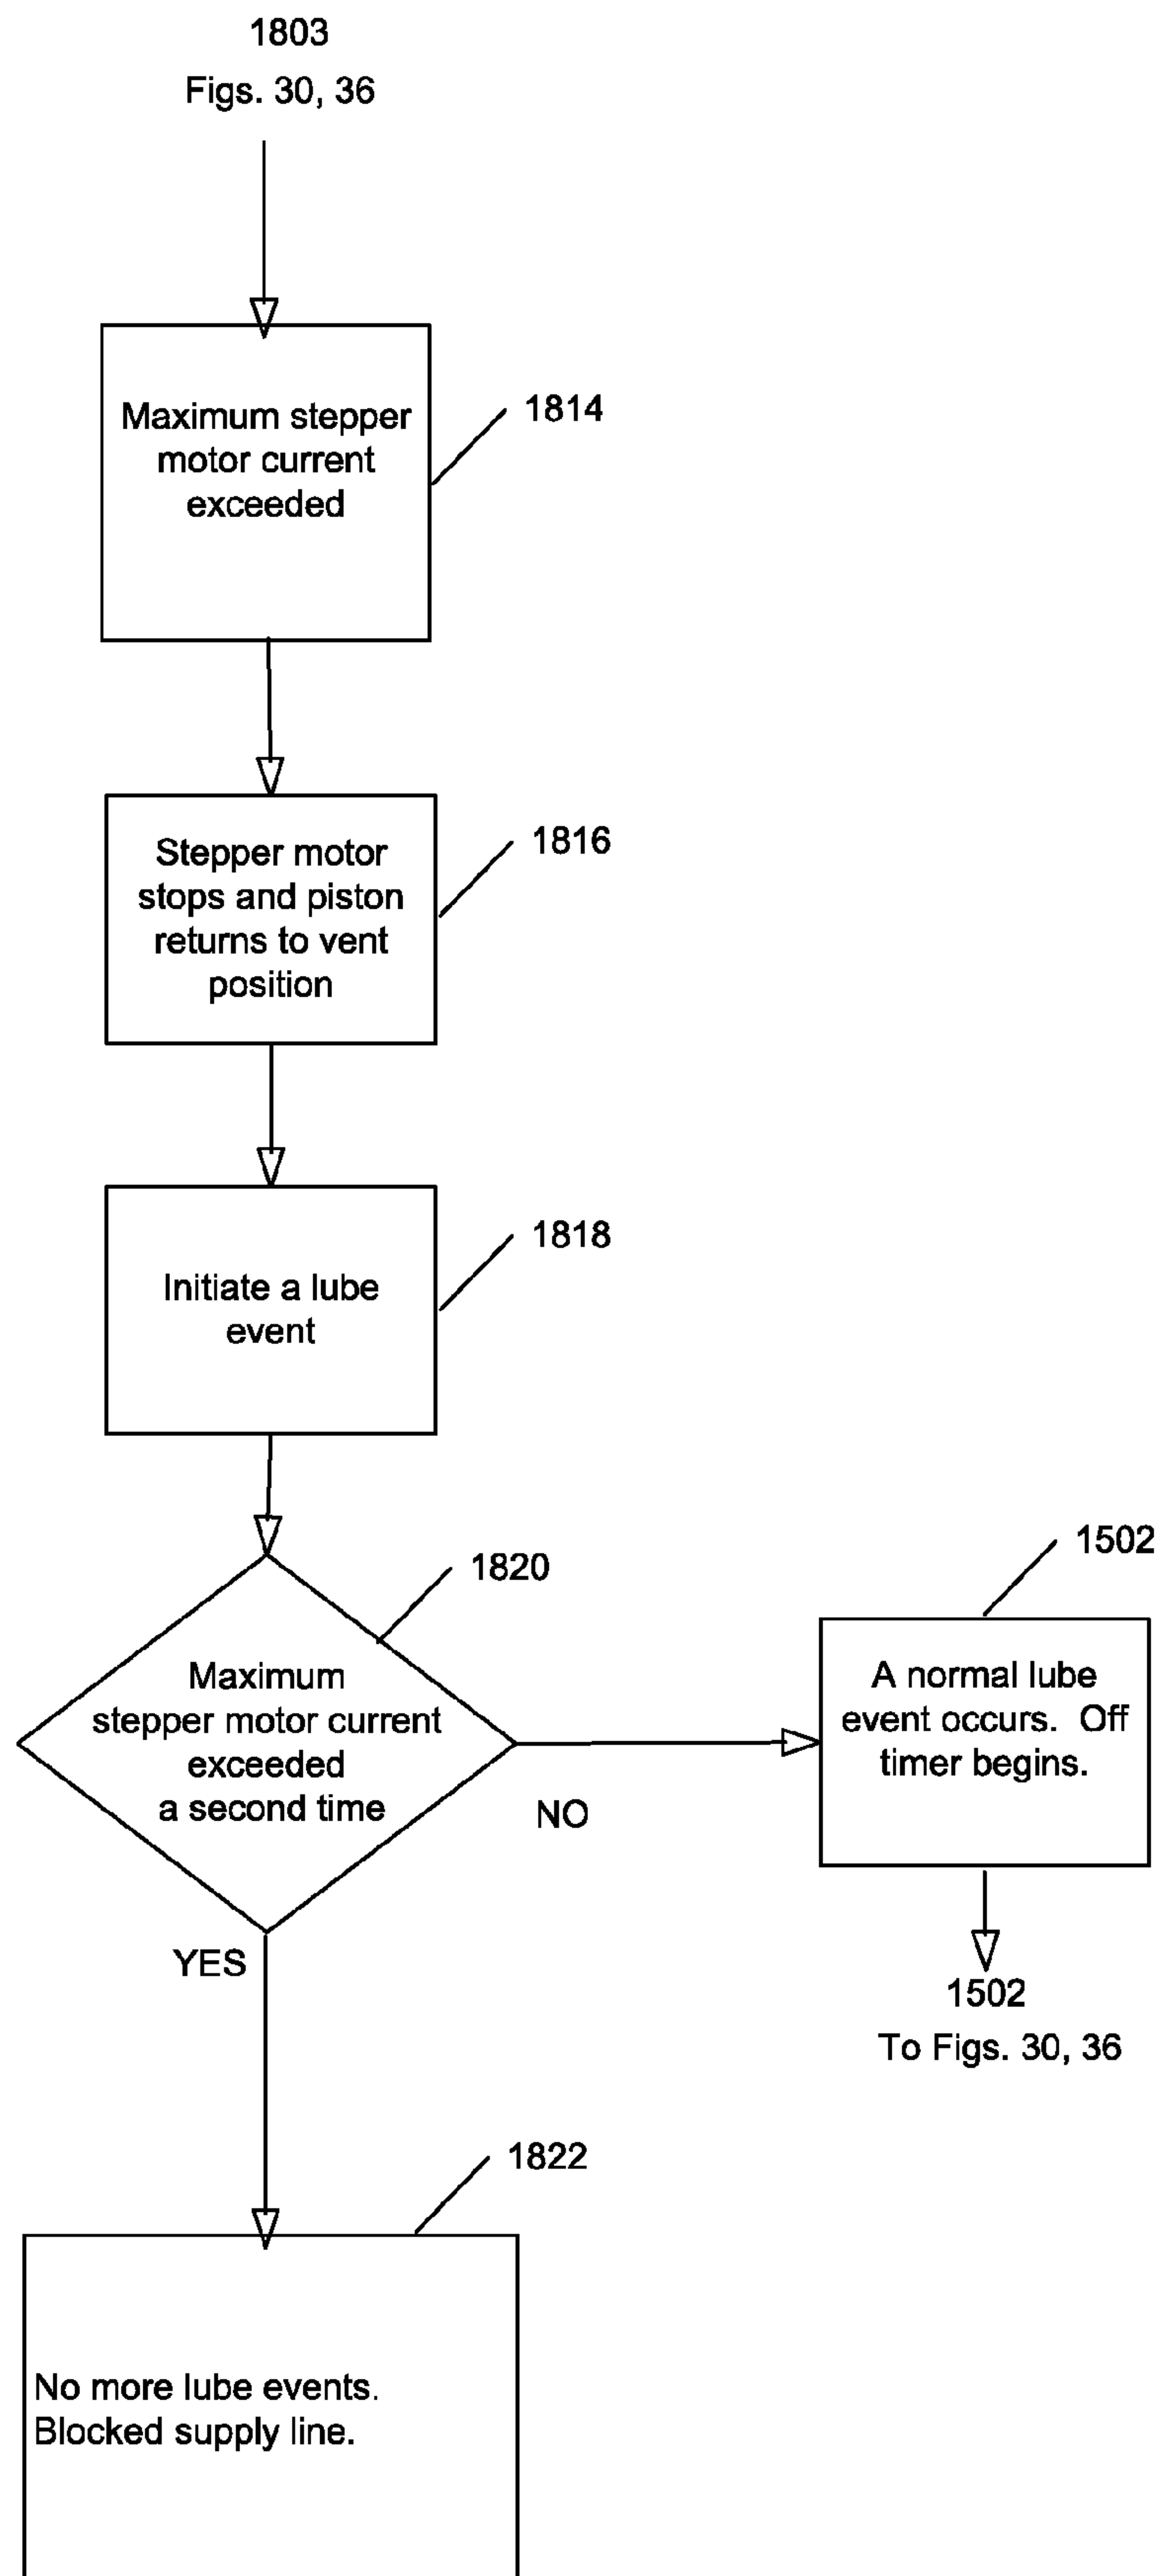 1803
Figs. 30, 36
Maximum stepper
motor current
exceeded
1814
Stepper motor
stops and piston
returns to vent
position
1816
Initiate a lube
event
1818
1820
Maximum
stepper motor current
exceeded
a second time
NO
YES
1502
A normal lube
event occurs.  Off
timer begins.
1502
To Figs. 30, 36
1822
No more lube events.
Blocked supply line.